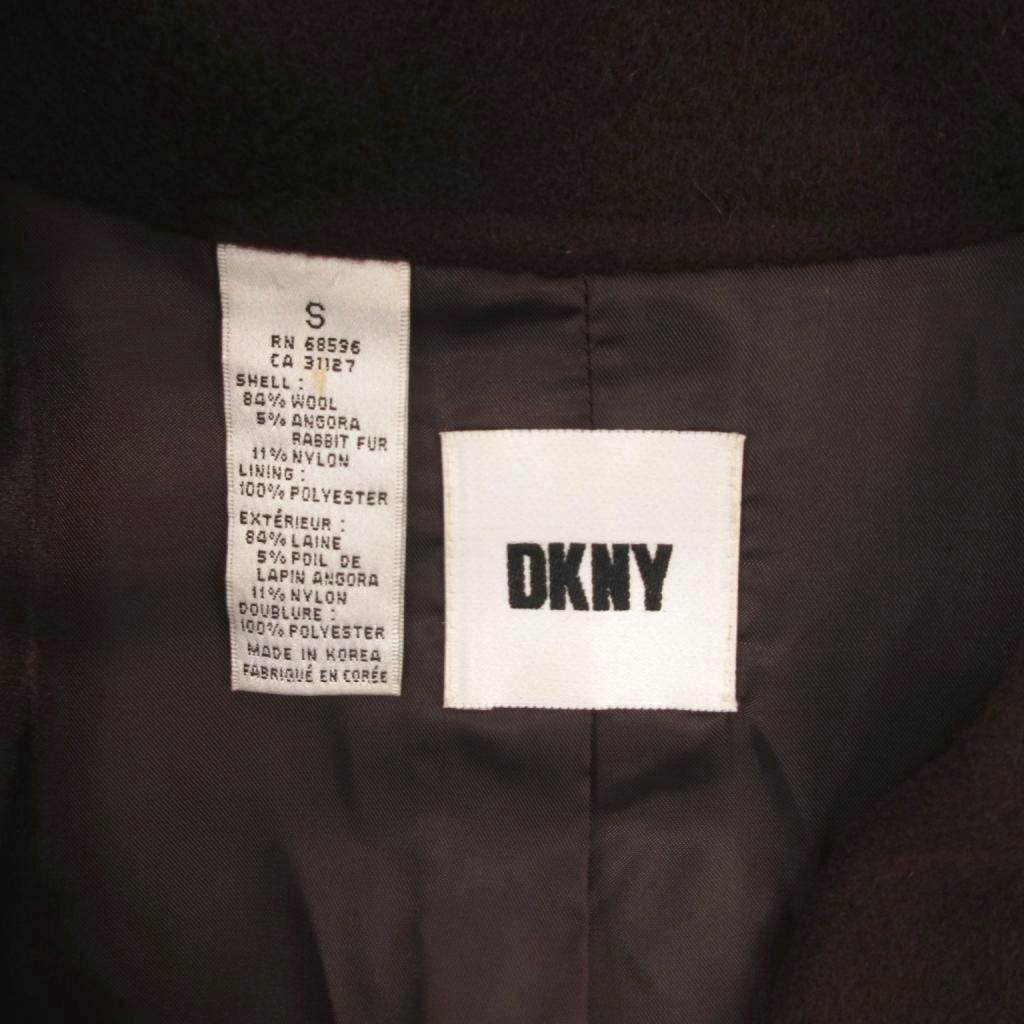 S
RN 68596
CA 31127
SHELL :
84% WOOL
5% ANGORA
RABBIT FUR
11% NYLON
LINING :
100% POLYESTER
EXTÉRIEUR :
84% LAINE
5% POIL DE
LAPIN ANGORA
11% NYLON
DOUBLURE :
100% POLYESTER
MADE IN KOREA
FABRIQUÉ EN CORÉE
DKNY